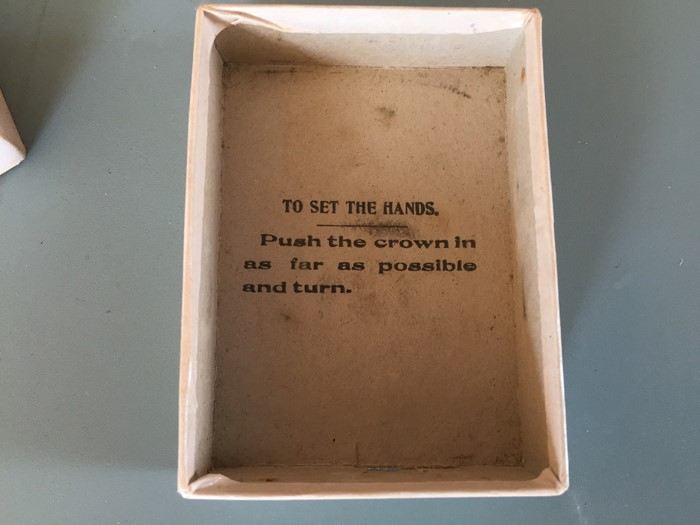 TO SET THE HANDS.
Push the crown in
as far as possible
and turn.